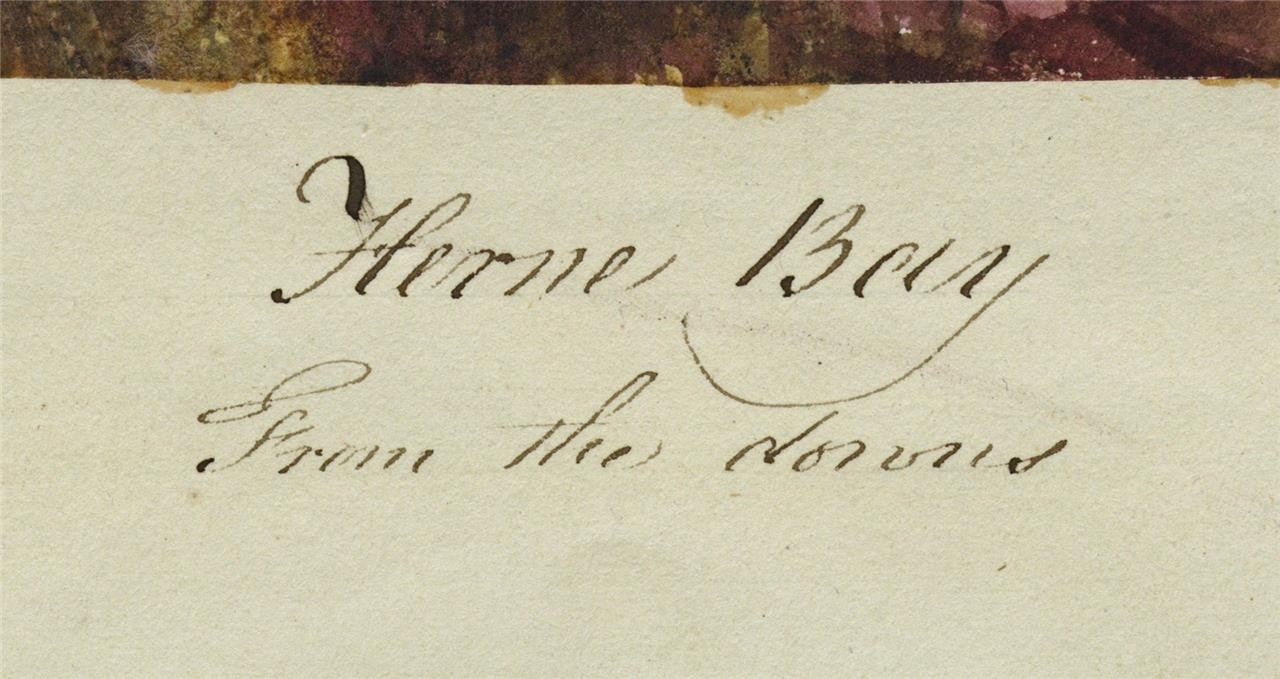 Herne Bay
From the downs